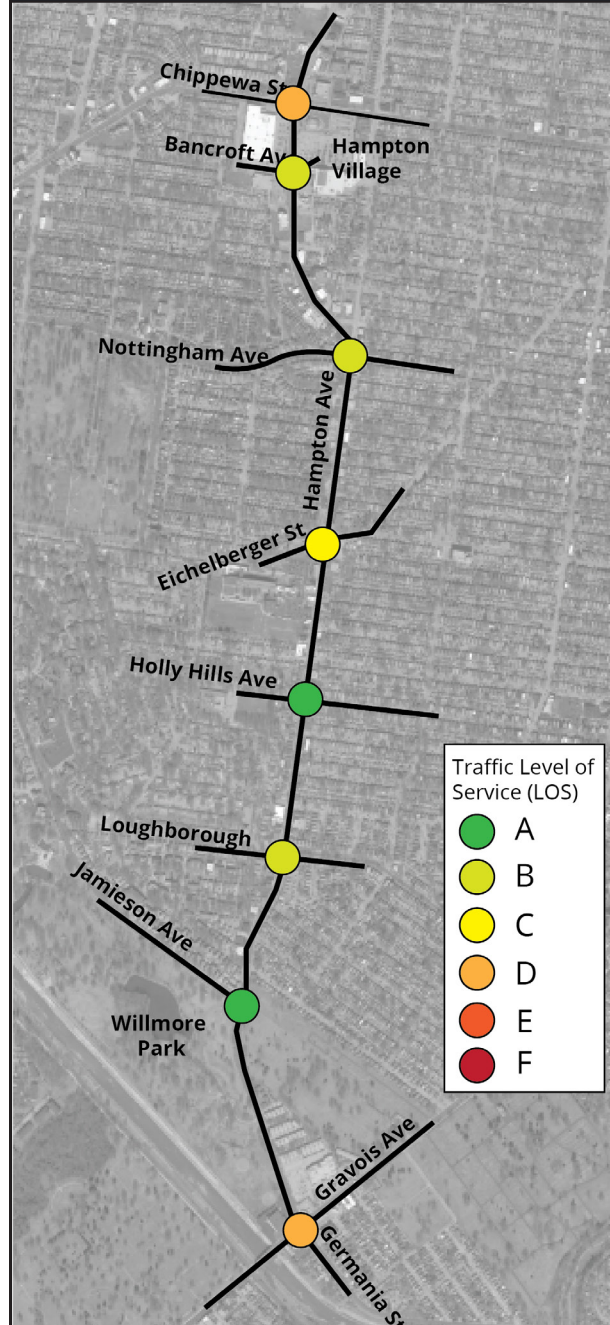 Chippewa St
Bancroft Av
Hampton
Village
Nottingham Ave
Hampton Ave
Eichelberger St
Holly Hills Ave
Traffic Level of
Service (LOS)
A
B
C
D
E
F
Loughborough
Jamieson Ave
Willmore
Park
Gravois Ave
Germania St